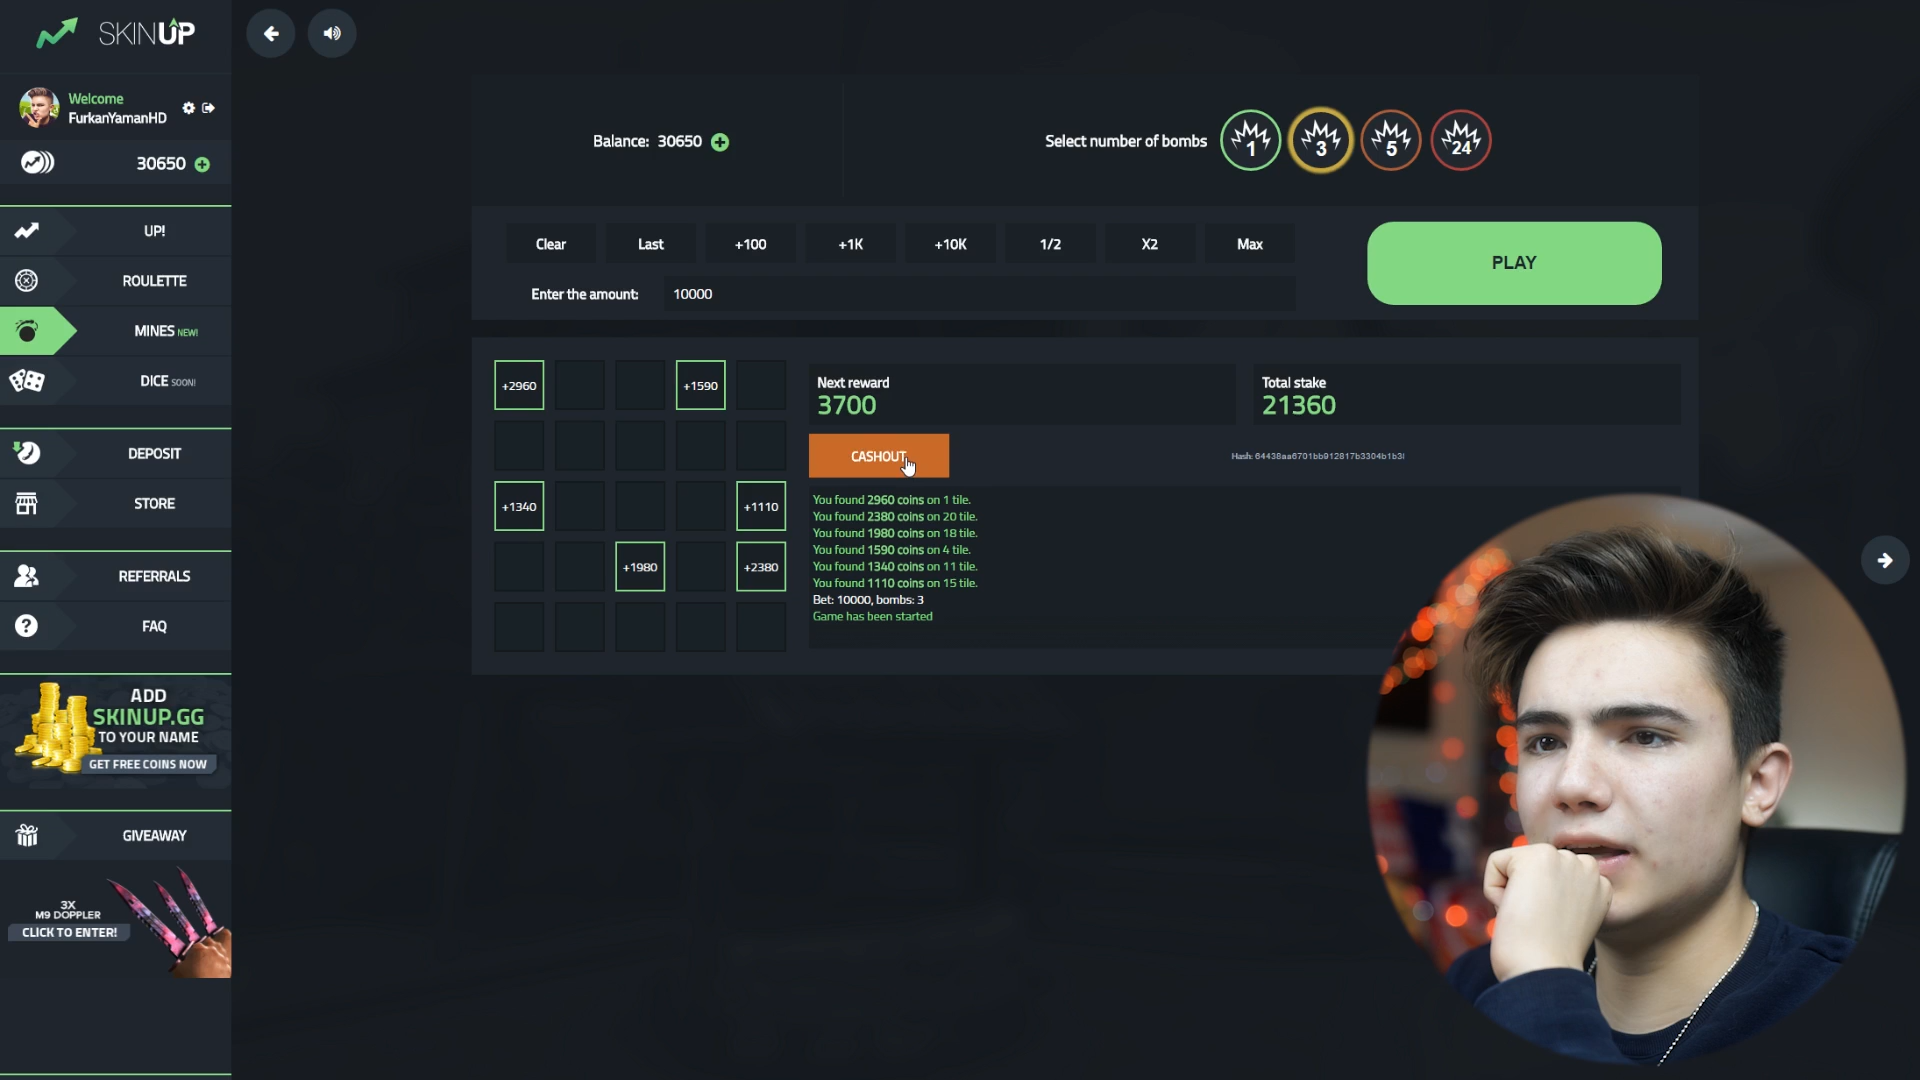 SKINUP
Welcome
FurkanYamanHD
30650
UP!
ROULETTE
MINES NEW!
DICE SOON!
DEPOSIT
STORE
REFERRALS
FAQ
ADD
SKINUP.GG
TO YOUR NAME
GET FREE COINS NOW
GIVEAWAY
3X
M9 DOPPLER
CLICK TO ENTER!
Balance: 30650
Select number of bombs
1
3
5
24
Clear
Last
+100
+1K
+10K
1/2
X2
Max
Enter the amount:
10000
PLAY
+2960
+1590
+1340
+1110
+1980
+2380
Next reward
3700
Total stake
21360
CASHOUT
Hash: 64438aa6701bb912817b3304b1b3
You found 2960 coins on 1 tile.
You found 2380 coins on 20 tile.
You found 1980 coins on 18 tile.
You found 1590 coins on 4 tile.
You found 1340 coins on 11 tile.
You found 1110 coins on 15 tile.
Bet: 10000, bombs: 3
Game has been started